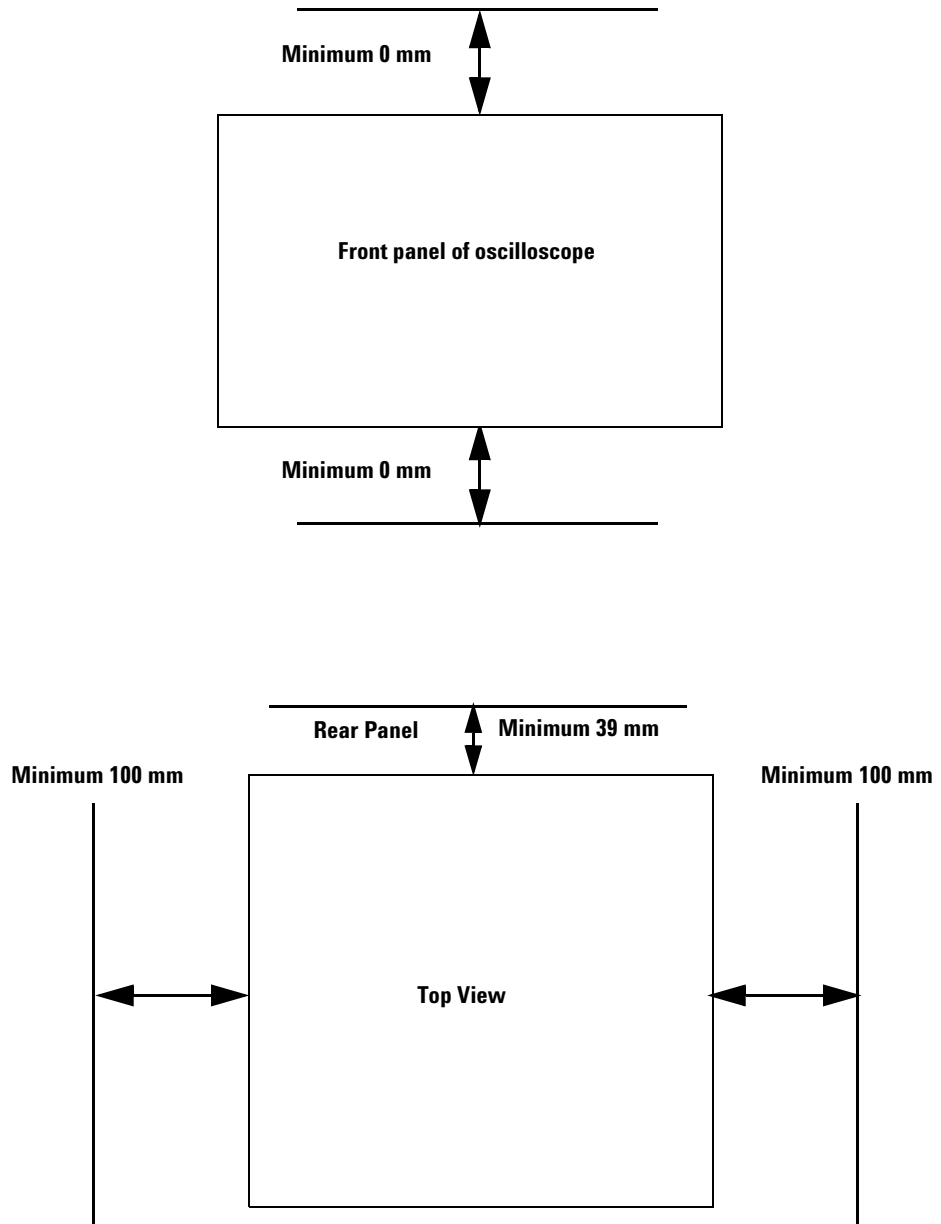 Minimum 0 mm
Front panel of oscilloscope
Minimum 0 mm
Rear Panel
Minimum 39 mm
Minimum 100 mm
Minimum 100 mm
Top View